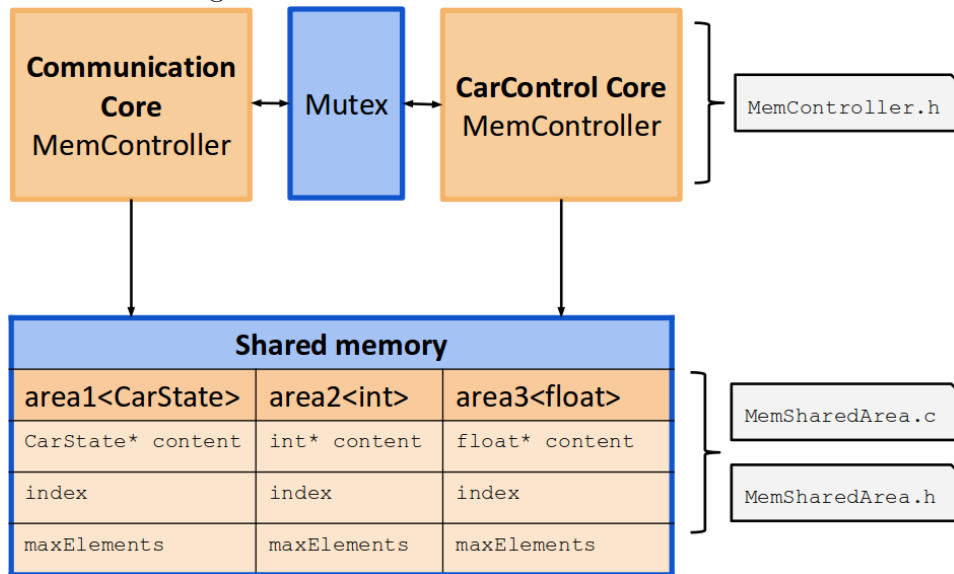 Communication
Core
MemController
Mutex
CarControl Core
MemController
MemController.h
Shared memory
area1<CarState>
area2<int>
area3<float>
CarState* content
int* content
float* content
index
index
index
maxElements
maxElements
maxElements
MemSharedArea.c
MemSharedArea.h